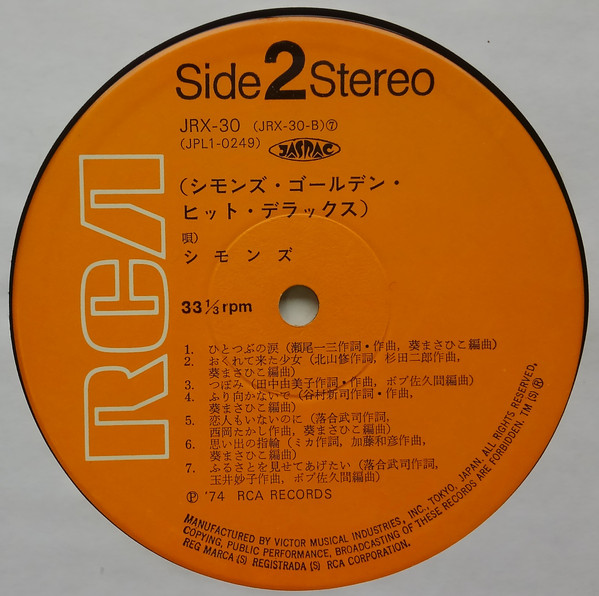 Side 2 Stereo
JRX-30 (JRX-30-B)⑦
(JPL1-0249) JASRAC
RCA
(シモンズ・ゴールデン・
ヒット・デラックス)
唄)
シモンズ
33 1/3 rpm
1. ひとつぶの涙 (瀬尾一三作詞・作曲, 葵まさひこ編曲)
2. おくれて来た少女 (北山修作詞, 杉田二郎作曲,
葵まさひこ編曲)
3. つぼみ (田中由美子作詞・作曲, ボブ佐久間編曲)
4. ふり向かないで (谷村新司作詞・作曲,
葵まさひこ編曲)
5. 恋人もいないのに (落合武司作詞,
西岡たかし作曲, 葵まさひこ編曲)
6. 思い出の指輪 (ミカ作詞, 加藤和彦作曲,
葵まさひこ編曲)
7. ふるさとを見せてあげたい (落合武司作詞,
玉井妙子作曲, ボブ佐久間編曲)
Ⓟ '74 RCA RECORDS
MANUFACTURED BY VICTOR MUSICAL INDUSTRIES, INC., TOKYO, JAPAN. ALL RIGHTS RESERVED,
COPYING, PUBLIC PERFORMANCE, BROADCASTING OF THESE RECORDS ARE FORBIDDEN. TM (S) ®
REG MARCA (S) REGISTRADA (S) RCA CORPORATION.